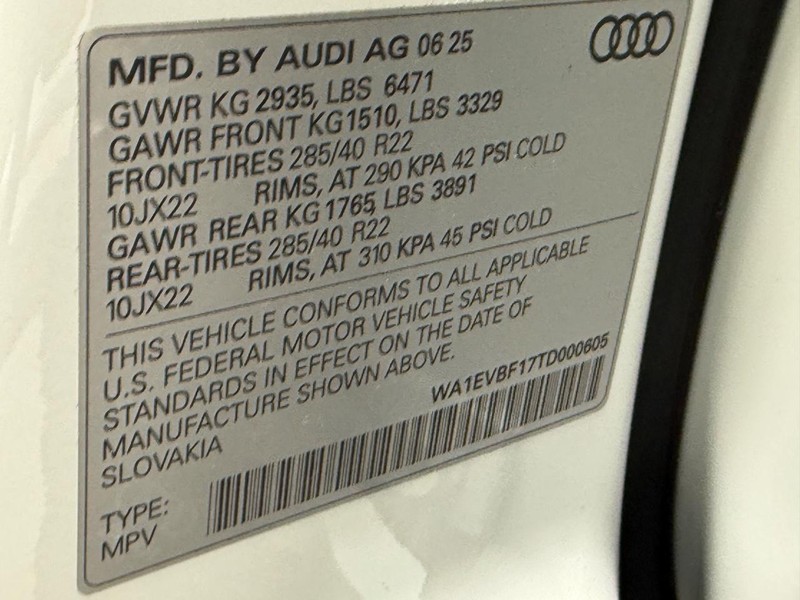 MFD. BY AUDI AG 06 25
GVWR KG 2935, LBS 6471
GAWR FRONT KG1510, LBS 3329
FRONT-TIRES 285/40 R22
10JX22 RIMS, AT 290 KPA 42 PSI COLD
GAWR REAR KG 1765, LBS 3891
REAR-TIRES 285/40 R22
10JX22 RIMS, AT 310 KPA 45 PSI COLD
THIS VEHICLE CONFORMS TO ALL APPLICABLE
U.S. FEDERAL MOTOR VEHICLE SAFETY
STANDARDS IN EFFECT ON THE DATE OF
MANUFACTURE SHOWN ABOVE.
SLOVAKIA
WA1EVBF17TD000605
TYPE:
MPV